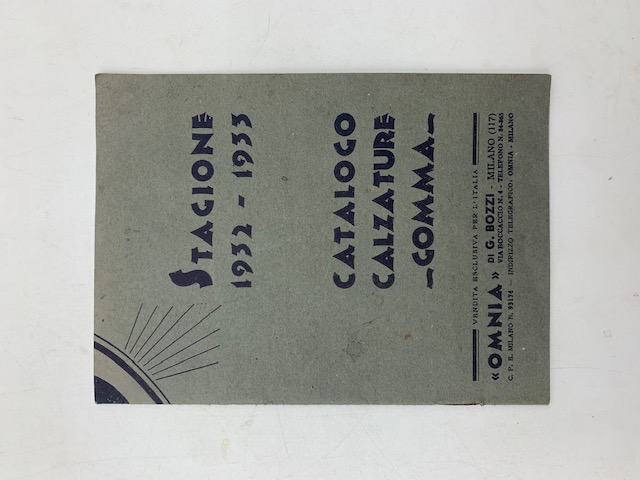 STAGIONE
1932 - 1933
CATALOGO
CALZATURE
-GOMMA-
VENDITA ESCLUSIVA PER L'ITALIA
« OMNIA » DI G. BOZZI - MILANO (117)
VIA BOCCACCIO N. 4 - TELEFONO N. 84-865
C. P. E. MILANO N. 93174 - INDIRIZZO TELEGRAFICO: OMNIA - MILANO